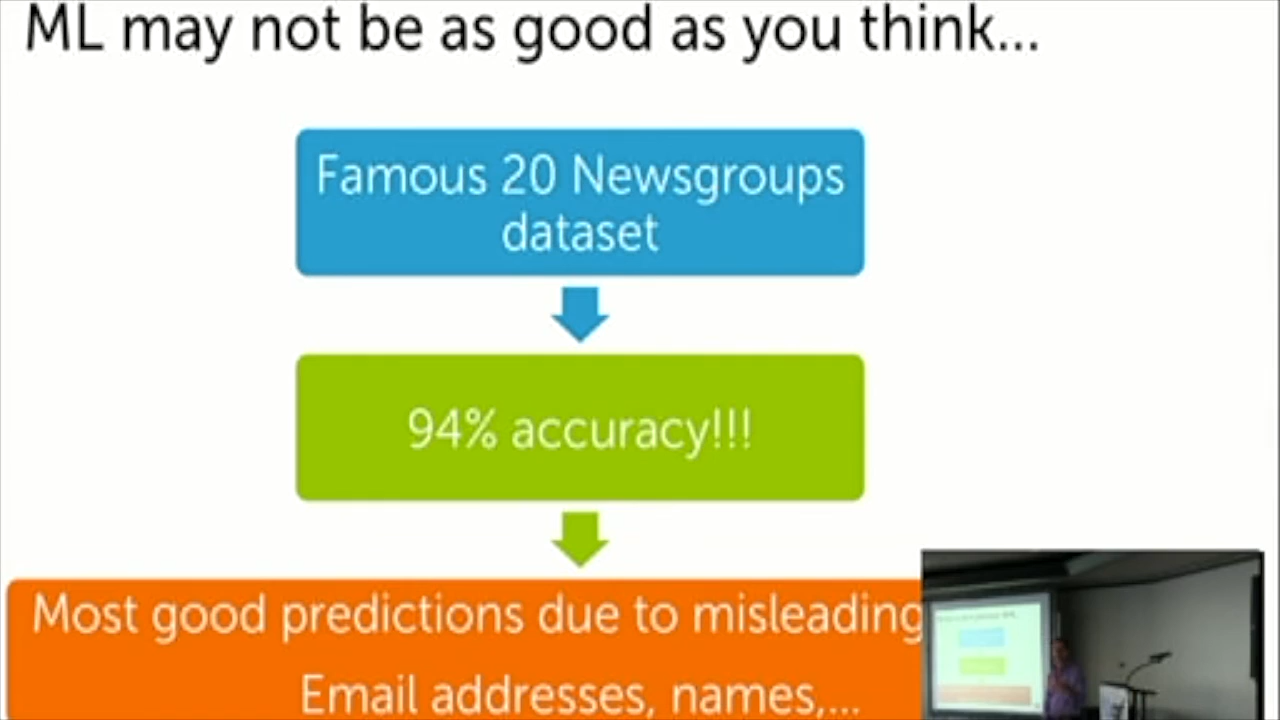 ML may not be as good as you think...
Famous 20 Newsgroups
dataset
94% accuracy!!!
Most good predictions due to misleading
Email addresses, names,...